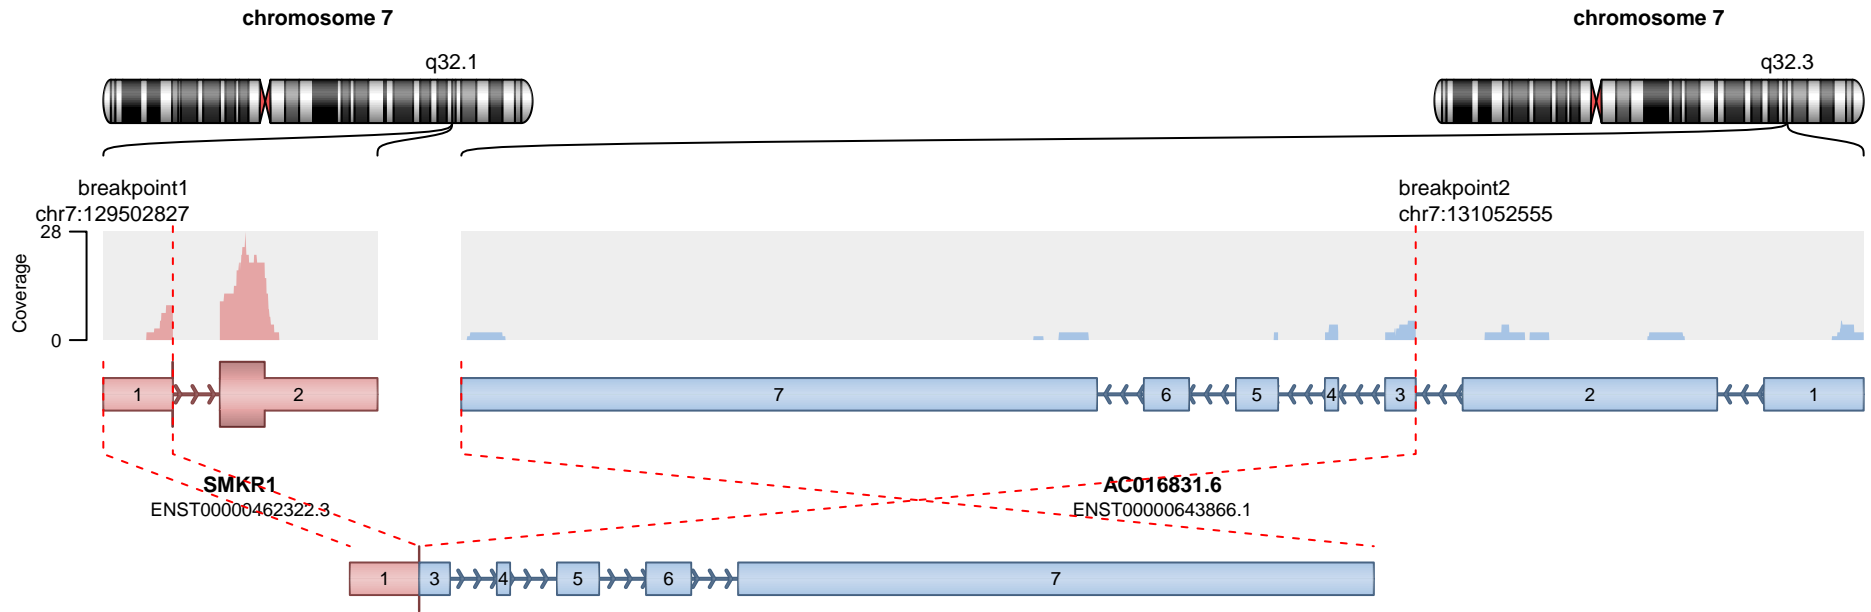 chromosome 7
chromosome 7
q32.1
q32.3
breakpoint1
chr7:129502827
breakpoint2
chr7:131052555
28
Coverage
0
1
2
7
6
5
4
3
2
1
SMKR1
ENST00000462322.3
AC016831.6
ENST00000643866.1
1
3
4
5
6
7